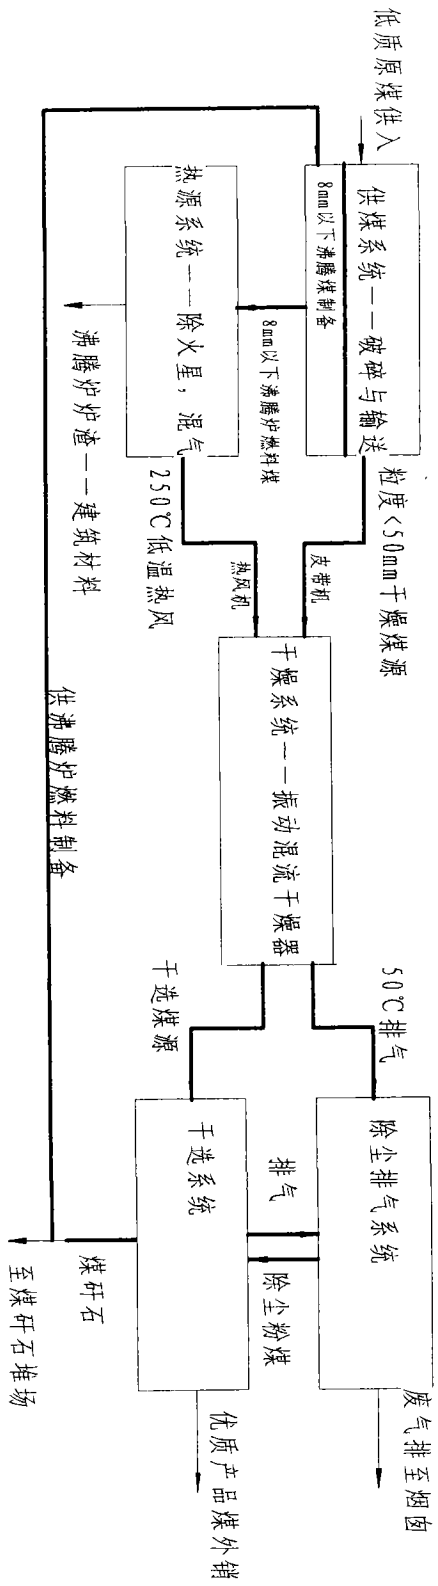 低质原煤供入
供煤系统——破碎与输送
8mm以下沸腾煤制备
8mm以下沸腾炉燃料煤
热源系统——除火星，混气
沸腾炉炉渣——建筑材料
250℃低温热风
热风机
粒度<50mm干燥煤源
皮带机
干燥系统——振动混流干燥器
供沸腾炉燃料制备
50℃排气
干选煤源
除尘排气系统
干选系统
排气
除尘粉煤
煤矸石
至煤矸石堆场
废气排至烟囱
优质产品煤外销